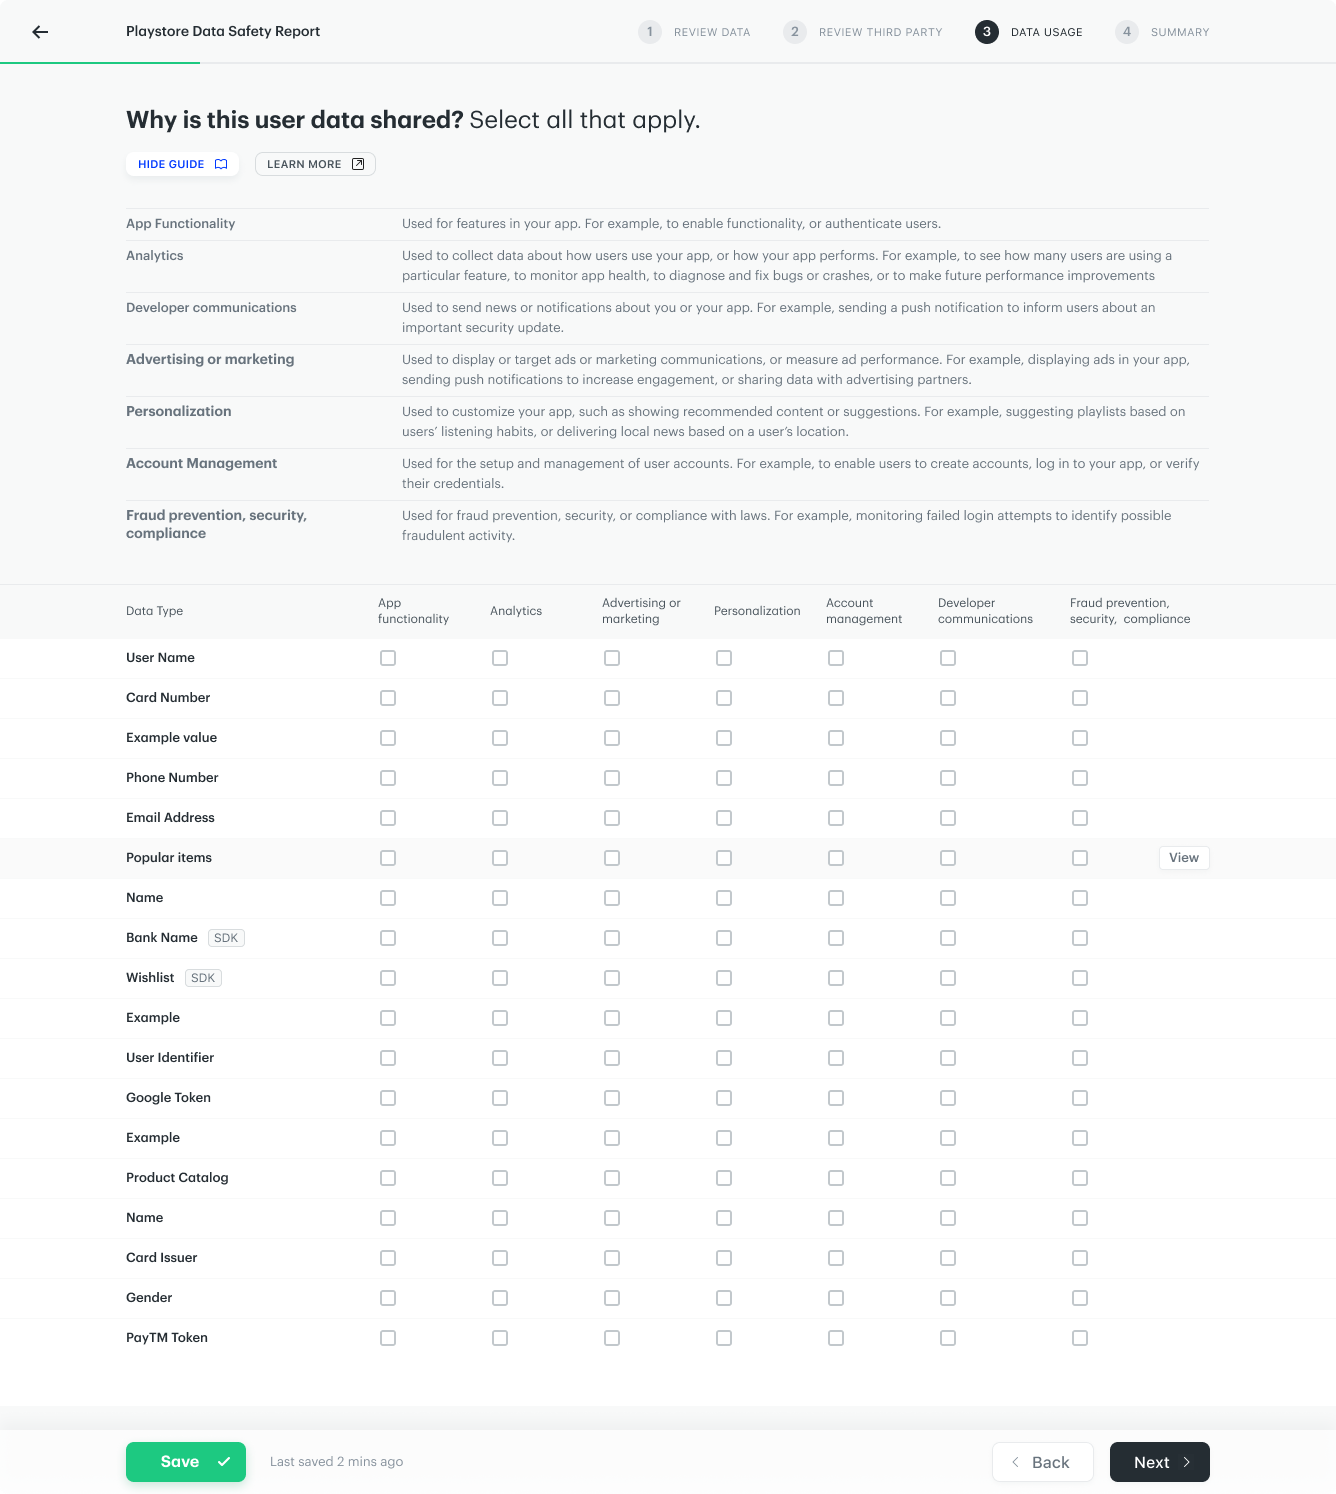 Playstore Data Safety Report
1 REVIEW DATA
2 REVIEW THIRD PARTY
3 DATA USAGE
4 SUMMARY
Why is this user data shared? Select all that apply.
HIDE GUIDE
LEARN MORE
App Functionality
Used for features in your app. For example, to enable functionality, or authenticate users.
Analytics
Used to collect data about how users use your app, or how your app performs. For example, to see how many users are using a
particular feature, to monitor app health, to diagnose and fix bugs or crashes, or to make future performance improvements
Developer communications
Used to send news or notifications about you or your app. For example, sending a push notification to inform users about an
important security update.
Advertising or marketing
Used to display or target ads or marketing communications, or measure ad performance. For example, displaying ads in your app,
sending push notifications to increase engagement, or sharing data with advertising partners.
Personalization
Used to customize your app, such as showing recommended content or suggestions. For example, suggesting playlists based on
users’ listening habits, or delivering local news based on a user’s location.
Account Management
Used for the setup and management of user accounts. For example, to enable users to create accounts, log in to your app, or verify
their credentials.
Fraud prevention, security,
compliance
Used for fraud prevention, security, or compliance with laws. For example, monitoring failed login attempts to identify possible
fraudulent activity.
Data Type
App
functionality
Analytics
Advertising or
marketing
Personalization
Account
management
Developer
communications
Fraud prevention,
security, compliance
User Name
Card Number
Example value
Phone Number
Email Address
Popular items
View
Name
Bank Name SDK
Wishlist SDK
Example
User Identifier
Google Token
Example
Product Catalog
Name
Card Issuer
Gender
PayTM Token
Save
Last saved 2 mins ago
Back
Next